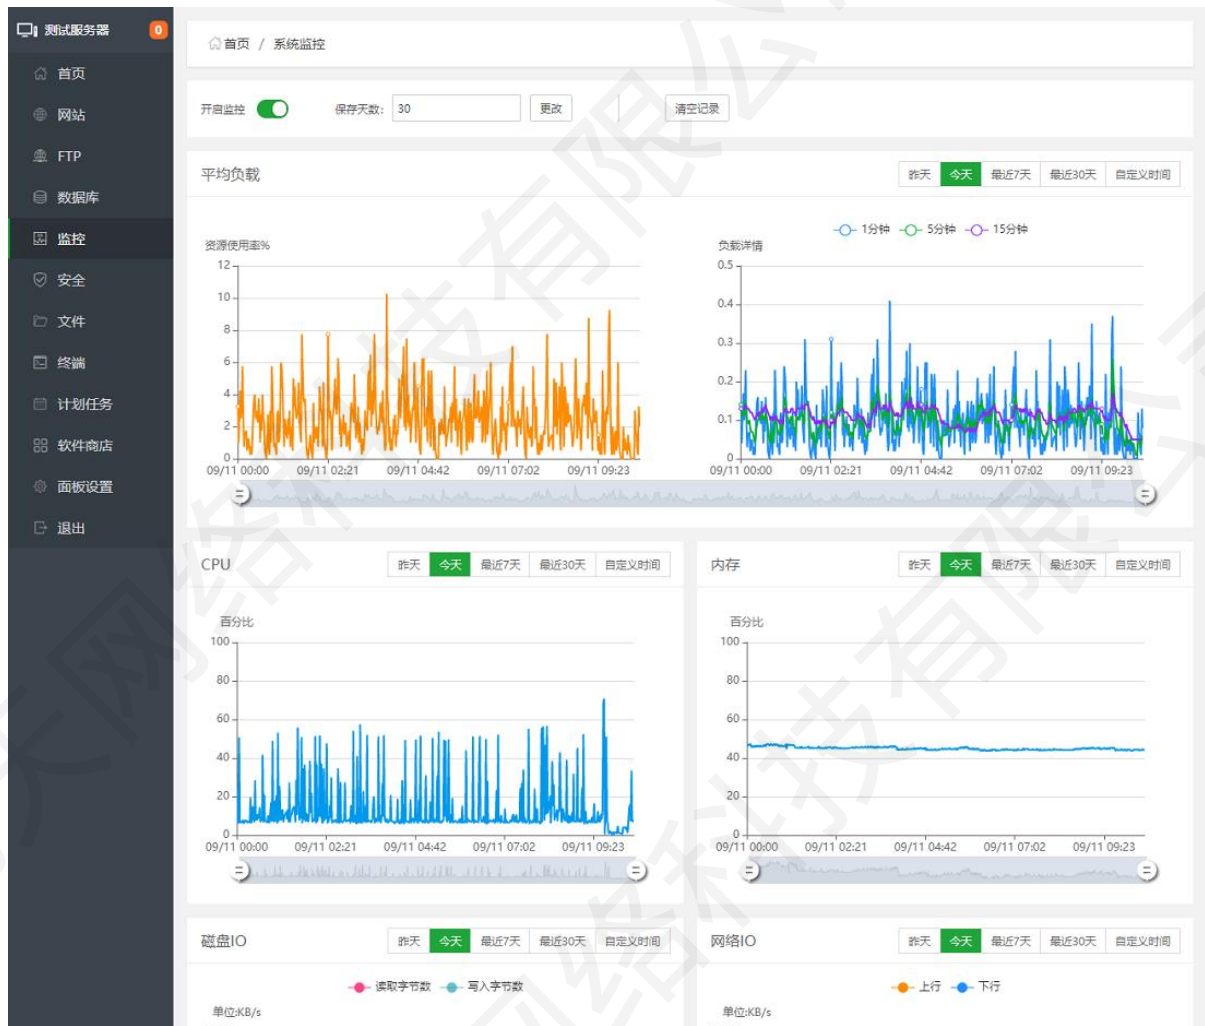 测试服务器 0
首页
网站
FTP
数据库
监控
安全
文件
终端
计划任务
软件商店
面板设置
退出
首页 / 系统监控
开启监控 保存天数: 30 更改 清空记录
平均负载 昨天 今天 最近7天 最近30天 自定义时间
资源使用率%
12
10
8
6
4
2
0
09/11 00:00 09/11 02:21 09/11 04:42 09/11 07:02 09/11 09:23
1分钟 5分钟 15分钟
负载详情
0.5
0.4
0.3
0.2
0.1
0
09/11 00:00 09/11 02:21 09/11 04:42 09/11 07:02 09/11 09:23
CPU 昨天 今天 最近7天 最近30天 自定义时间
百分比
100
80
60
40
20
0
09/11 00:00 09/11 02:21 09/11 04:42 09/11 07:02 09/11 09:23
内存 昨天 今天 最近7天 最近30天 自定义时间
百分比
100
80
60
40
20
0
09/11 00:00 09/11 02:21 09/11 04:42 09/11 07:02 09/11 09:23
磁盘IO 昨天 今天 最近7天 最近30天 自定义时间
读取字节数 写入字节数
单位:KB/s
网络IO 昨天 今天 最近7天 最近30天 自定义时间
上行 下行
单位:KB/s
天网络科技有限公司